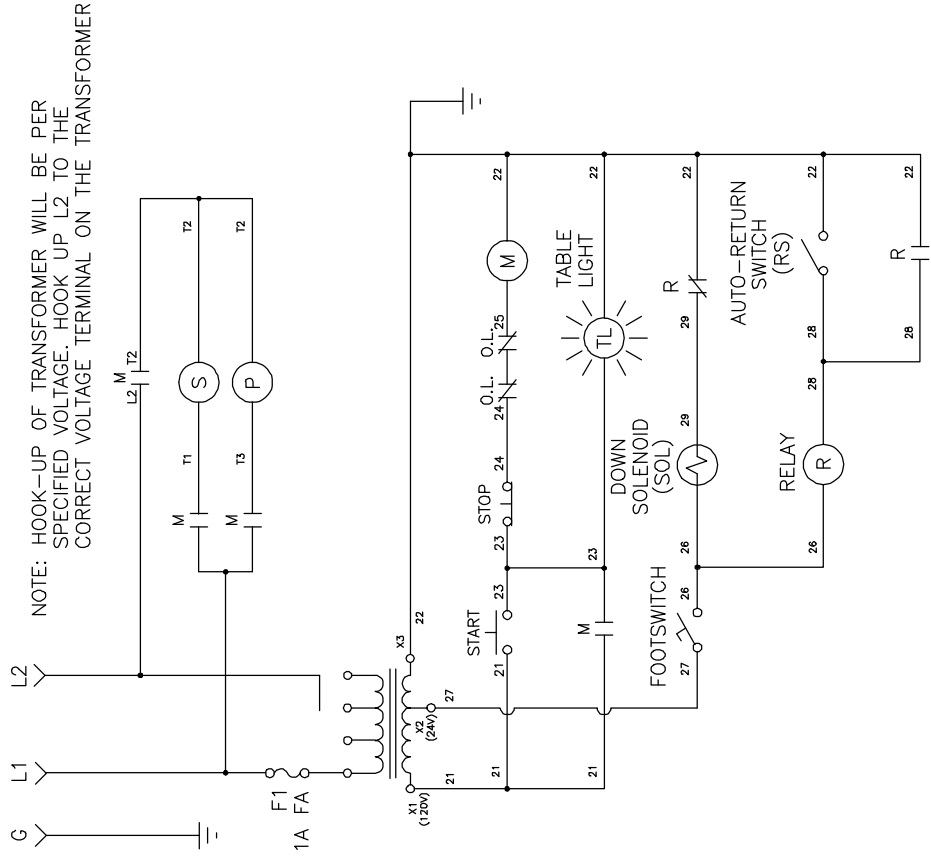 NOTE: HOOK-UP OF TRANSFORMER WILL BE PER
SPECIFIED VOLTAGE. HOOK UP L2 TO THE
CORRECT VOLTAGE TERMINAL ON THE TRANSFORMER
G
L1
L2
F1
1A FA
M
L2
T2
M
T1
S
T2
M
T3
P
T2
X1
(120V)
X2
(24V)
X3
21
27
22
START
21
23
STOP
23
24
O.L.
24
O.L.
25
M
22
21
M
23
TABLE
LIGHT
TL
22
FOOTSWITCH
27
26
DOWN
SOLENOID
(SOL)
26
29
R
29
22
RELAY
26
R
28
AUTO-RETURN
SWITCH
(RS)
28
22
R
28
22